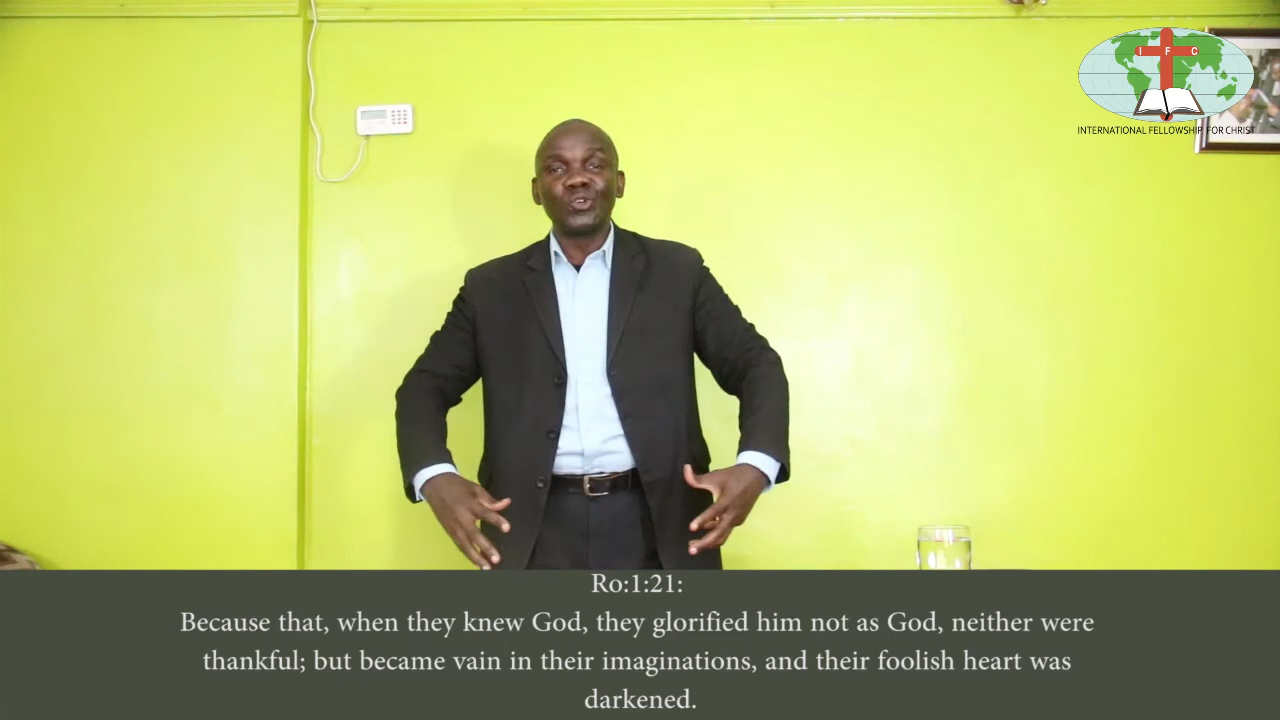 I F C
INTERNATIONAL FELLOWSHIP FOR CHRIST
Ro:1:21:
Because that, when they knew God, they glorified him not as God, neither were
thankful; but became vain in their imaginations, and their foolish heart was
darkened.